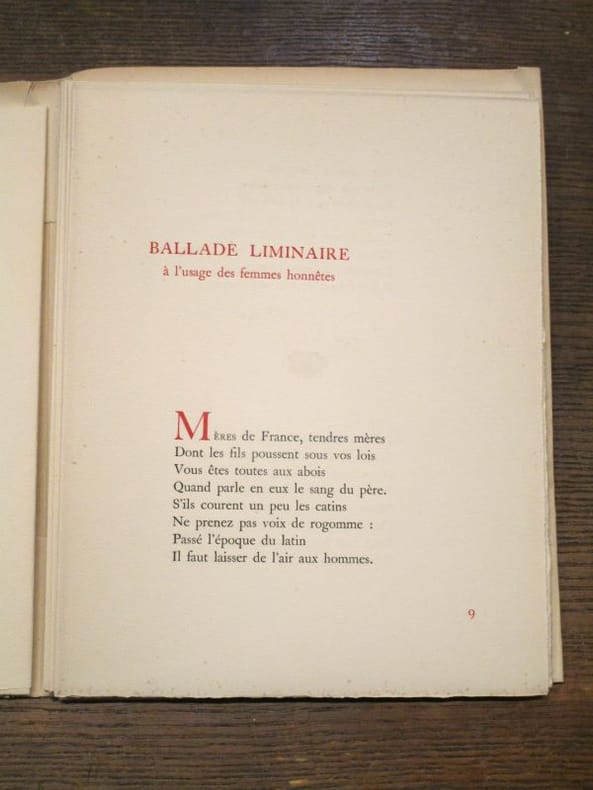 BALLADE LIMINAIRE
à l'usage des femmes honnêtes
Mères de France, tendres mères
Dont les fils poussent sous vos lois
Vous êtes toutes aux abois
Quand parle en eux le sang du père.
S'ils courent un peu les catins
Ne prenez pas voix de rogomme :
Passé l'époque du latin
Il faut laisser de l'air aux hommes.
9